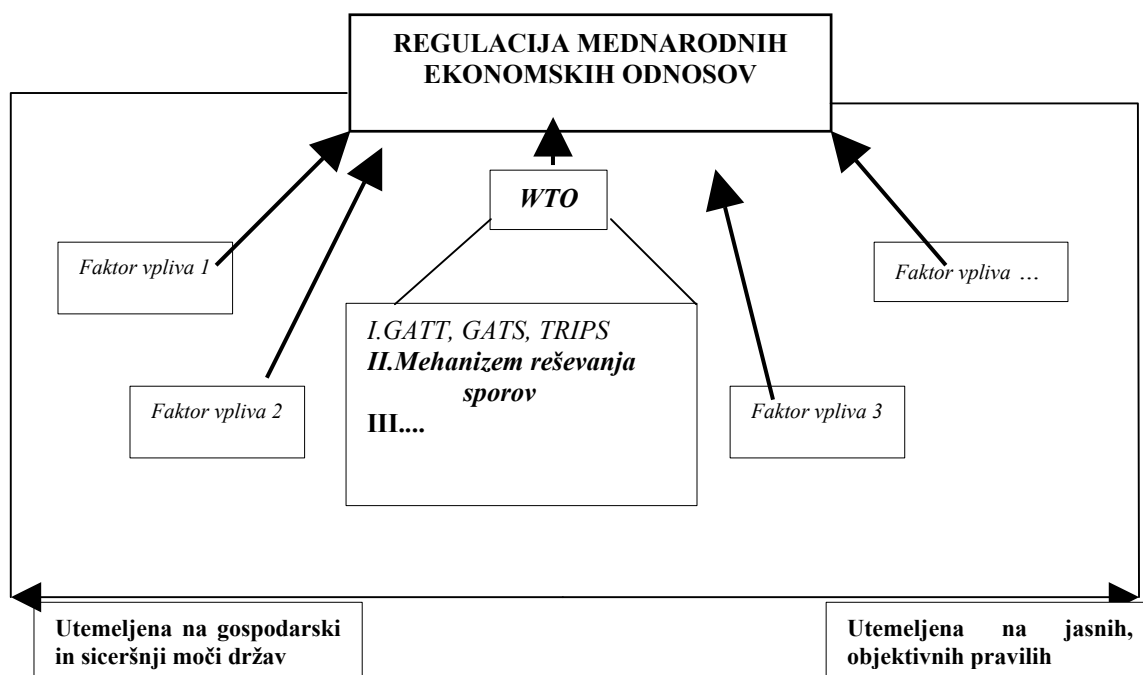 REGULACIJA MEDNARODNIH
EKONOMSKIH ODNOSOV
WTO
Faktor vpliva 1
Faktor vpliva …
I.GATT, GATS, TRIPS
II.Mehanizem reševanja
sporov
III....
Faktor vpliva 2
Faktor vpliva 3
Utemeljena na gospodarski
in siceršnji moči držav
Utemeljena na jasnih,
objektivnih pravilih